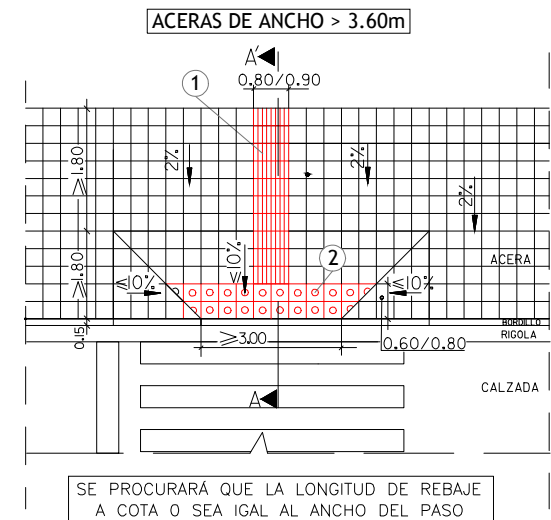 ACERAS DE ANCHO > 3.60m
A'
0.80/0.90
1
2%
2%
2%
≥1.80
≥1.80
≤10%
2
ACERA
≤10%
≤10%
BORDILLO
0.15
≥3.00
0.60/0.80
RIGOLA
CALZADA
A
SE PROCURARÁ QUE LA LONGITUD DE REBAJE
A COTA 0 SEA IGAL AL ANCHO DEL PASO